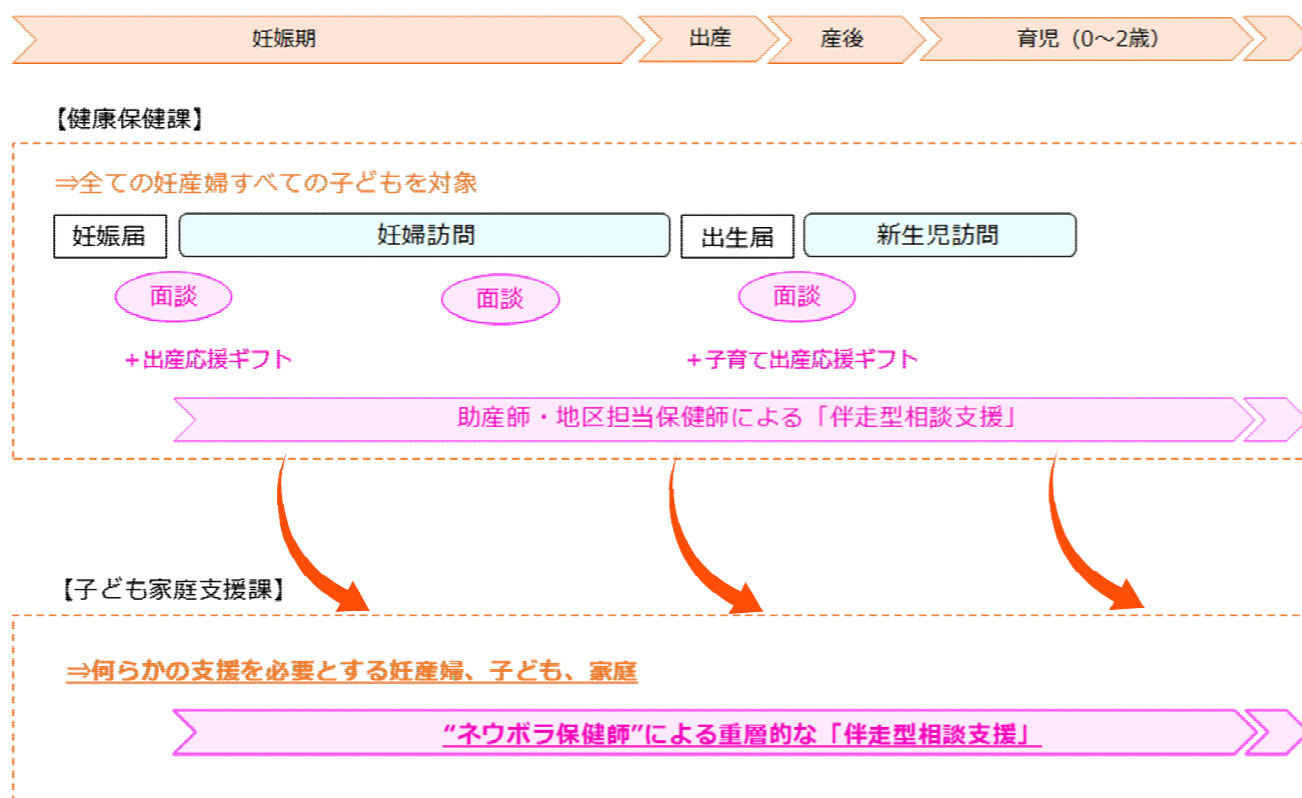 妊娠期
出産
産後
育児（0～2歳）
【健康保健課】
⇒全ての妊産婦すべての子どもを対象
妊娠届
妊婦訪問
出生届
新生児訪問
面談
面談
面談
＋出産応援ギフト
＋子育て出産応援ギフト
助産師・地区担当保健師による「伴走型相談支援」
【子ども家庭支援課】
⇒何らかの支援を必要とする妊産婦、子ども、家庭
“ネウボラ保健師”による重層的な「伴走型相談支援」